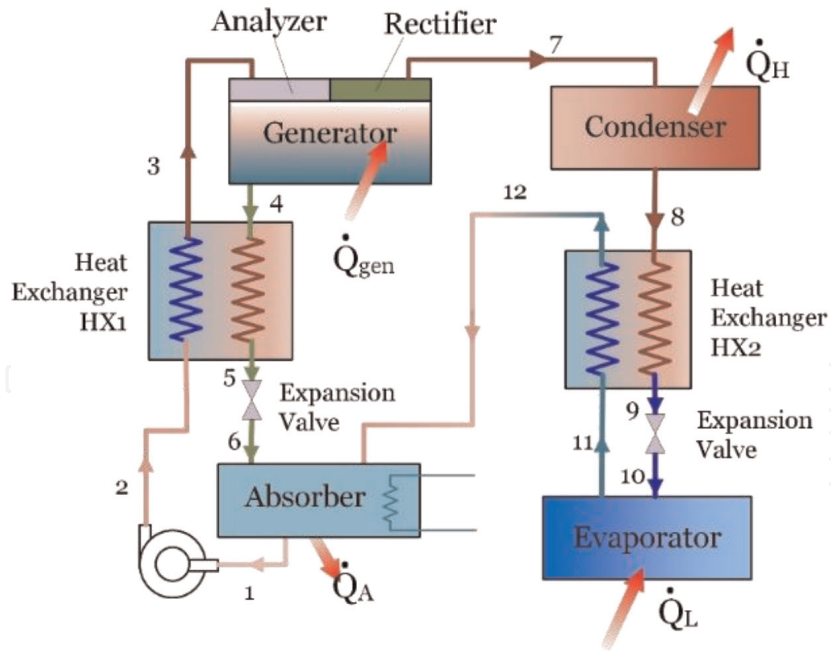 Analyzer
Rectifier
7
Q̇H
Generator
Condenser
3
4
12
8
Q̇gen
Heat
Exchanger
HX1
Heat
Exchanger
HX2
5
Expansion
Valve
9
Expansion
Valve
6
11
2
10
Absorber
Evaporator
1
Q̇A
Q̇L